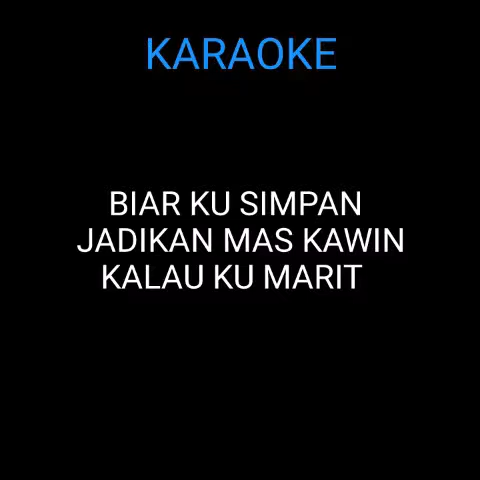 KARAOKE
BIAR KU SIMPAN
JADIKAN MAS KAWIN
KALAU KU MARIT